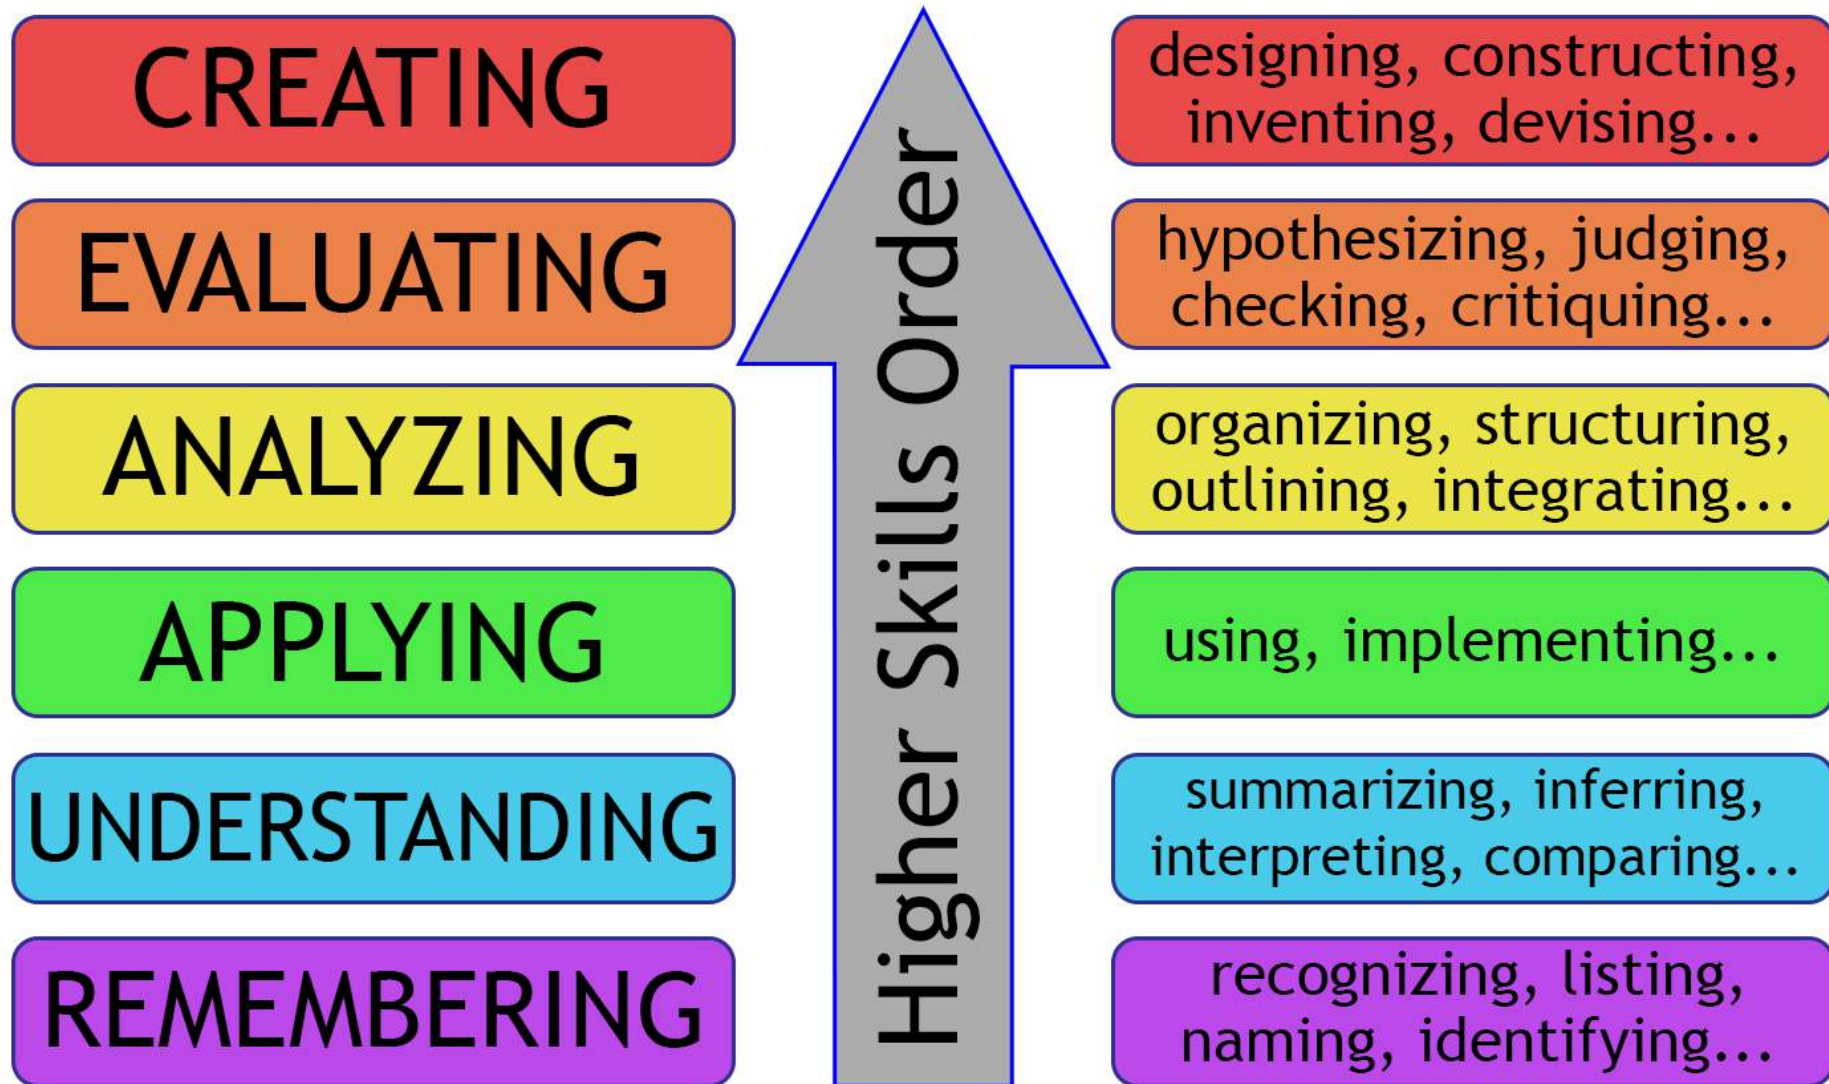 CREATING
designing, constructing,
inventing, devising...
EVALUATING
hypothesizing, judging,
checking, critiquing...
ANALYZING
organizing, structuring,
outlining, integrating...
APPLYING
using, implementing...
UNDERSTANDING
summarizing, inferring,
interpreting, comparing...
REMEMBERING
recognizing, listing,
naming, identifying...
Higher Skills Order